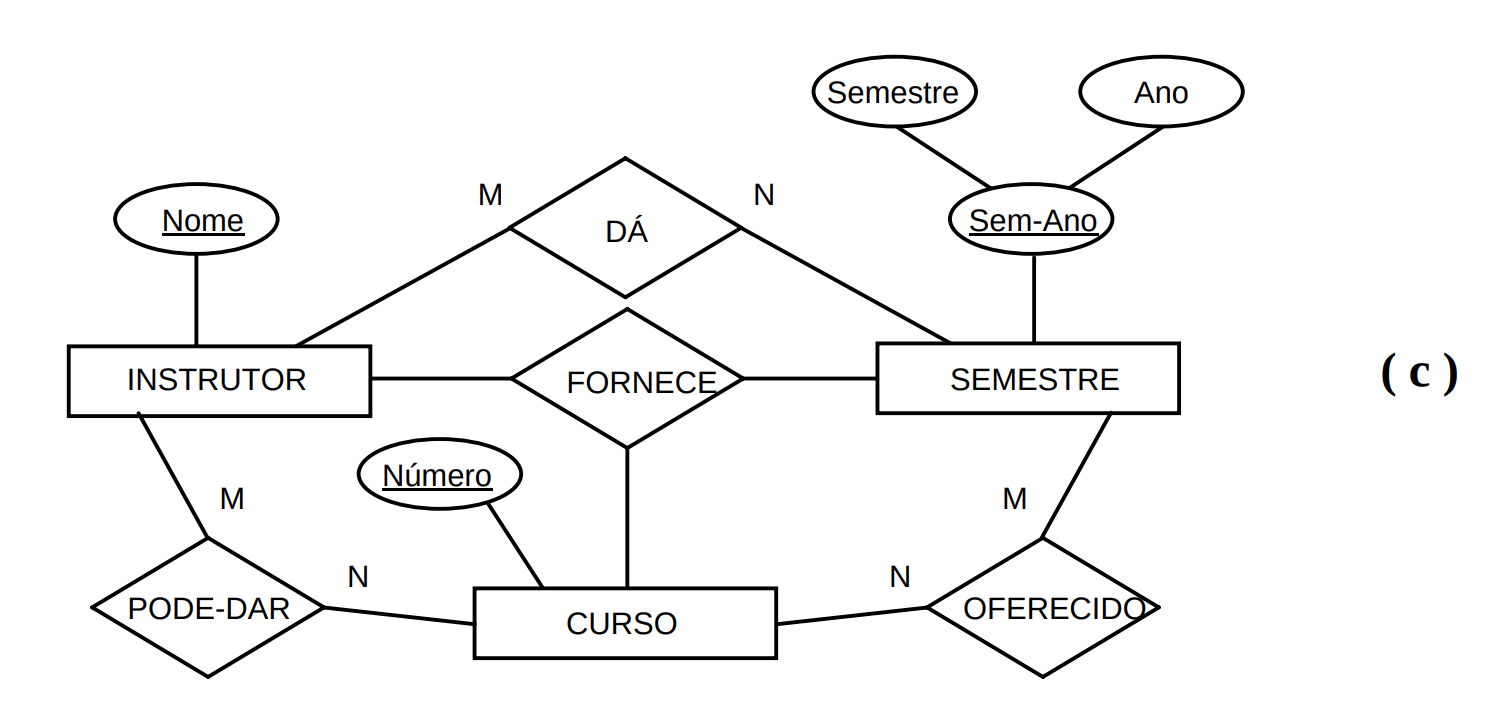 Semestre
Ano
M
N
Nome
DÁ
Sem-Ano
INSTRUTOR
FORNECE
SEMESTRE
( c )
Número
M
M
N
N
PODE-DAR
CURSO
OFERECIDO